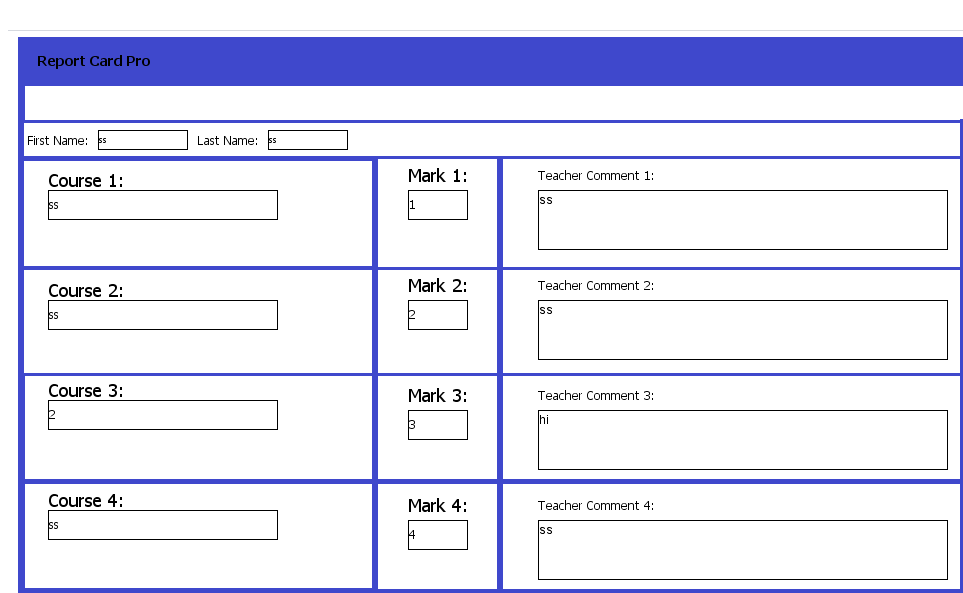 Report Card Pro
First Name: ss Last Name: ss
Course 1: Mark 1: Teacher Comment 1:
ss 1 ss
Course 2: Mark 2: Teacher Comment 2:
ss 2 ss
Course 3: Mark 3: Teacher Comment 3:
2 3 hi
Course 4: Mark 4: Teacher Comment 4:
ss 4 ss